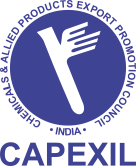 CHEMICALS & ALLIED PRODUCTS EXPORT PROMOTION COUNCIL
• INDIA •
CAPEXIL